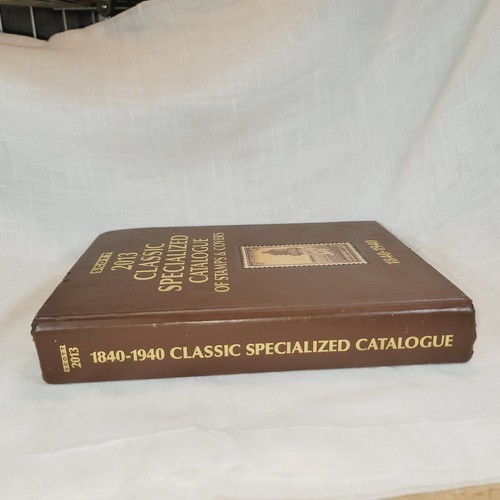 SCOTT
2013
CLASSIC
SPECIALIZED
CATALOGUE
OF STAMPS & COVERS
1840-1940
SCOTT
2013
1840-1940 CLASSIC SPECIALIZED CATALOGUE